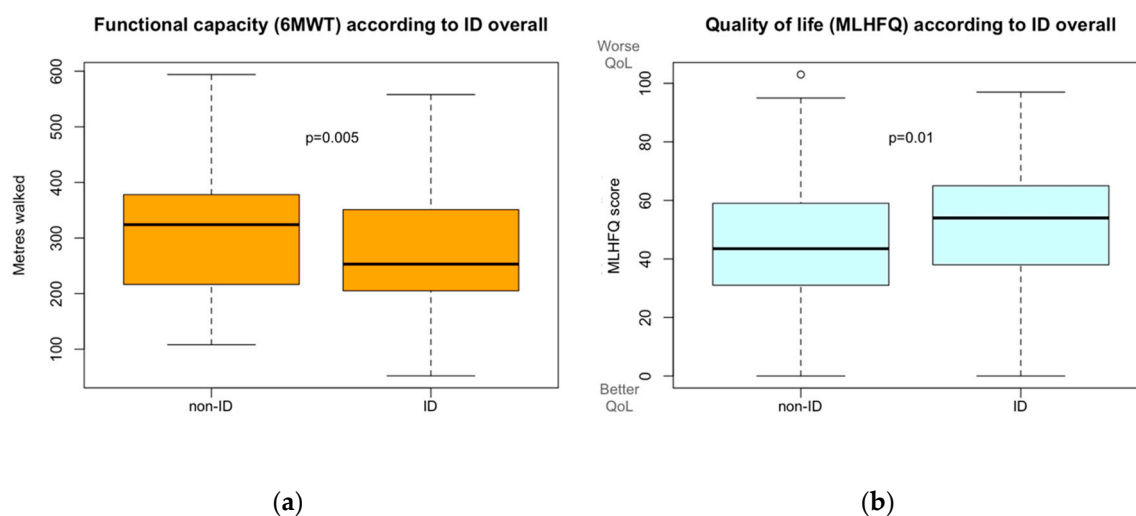 Functional capacity (6MWT) according to ID overall
Metres walked
600
500
400
300
200
100
p=0.005
non-ID
ID
(a)
Quality of life (MLHFQ) according to ID overall
Worse
QoL
MLHFQ score
100
80
60
40
20
0
p=0.01
Better
QoL
non-ID
ID
(b)